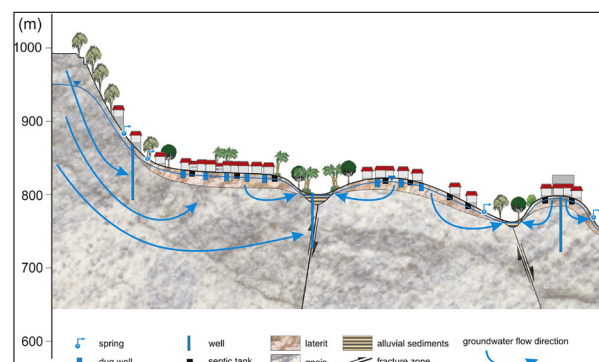 (m)
1000
900
800
700
600
spring well laterit alluvial sediments groundwater flow direction
dug well septic tank gneis fracture zone